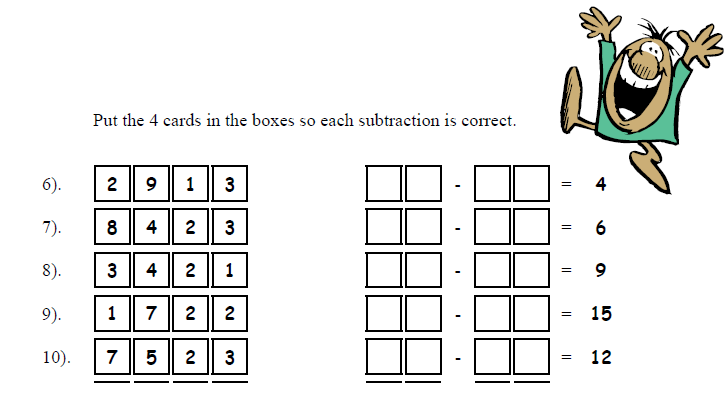 Put the 4 cards in the boxes so each subtraction is correct.
6). 2 9 1 3 - = 4
7). 8 4 2 3 - = 6
8). 3 4 2 1 - = 9
9). 1 7 2 2 - = 15
10). 7 5 2 3 - = 12